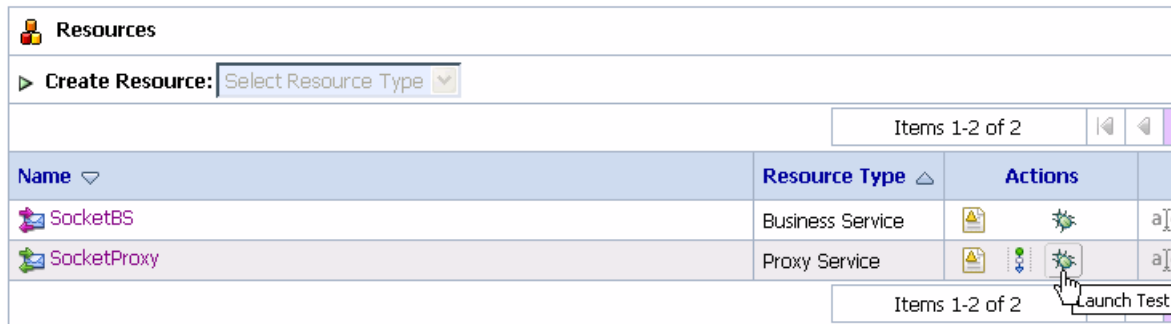 Resources
Create Resource: Select Resource Type
Items 1-2 of 2
Name Resource Type Actions
SocketBS Business Service
SocketProxy Proxy Service
Launch Test
Items 1-2 of 2